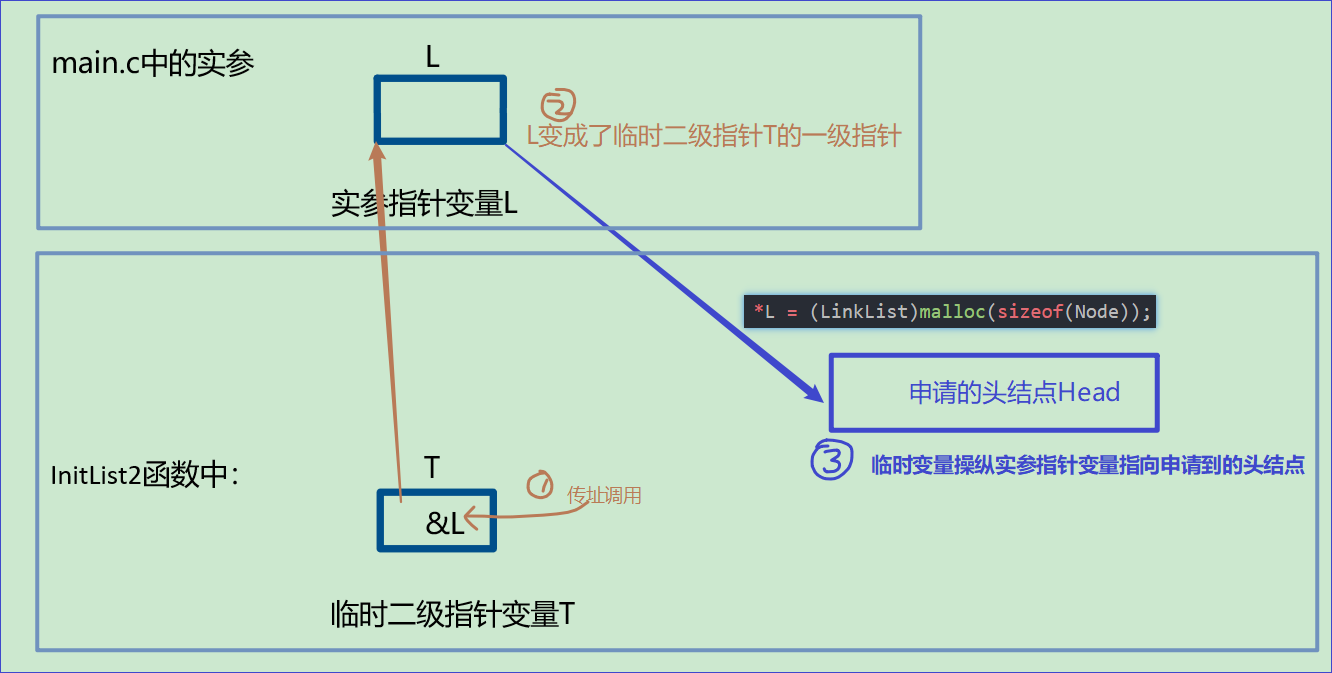 main.c中的实参
L
②
L变成了临时二级指针T的一级指针
实参指针变量L
*L = (LinkList)malloc(sizeof(Node));
申请的头结点Head
③
临时变量操纵实参指针变量指向申请到的头结点
InitList2函数中:
T
①
传址调用
&L
临时二级指针变量T